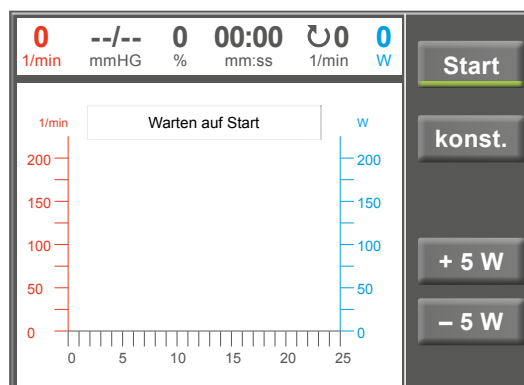 0 --/-- 0 00:00 ↻0 0
1/min mmHG % mm:ss 1/min W
Start
konst.
+ 5 W
– 5 W
1/min Warten auf Start W
200 200
150 150
100 100
50 50
0 0
0 5 10 15 20 25